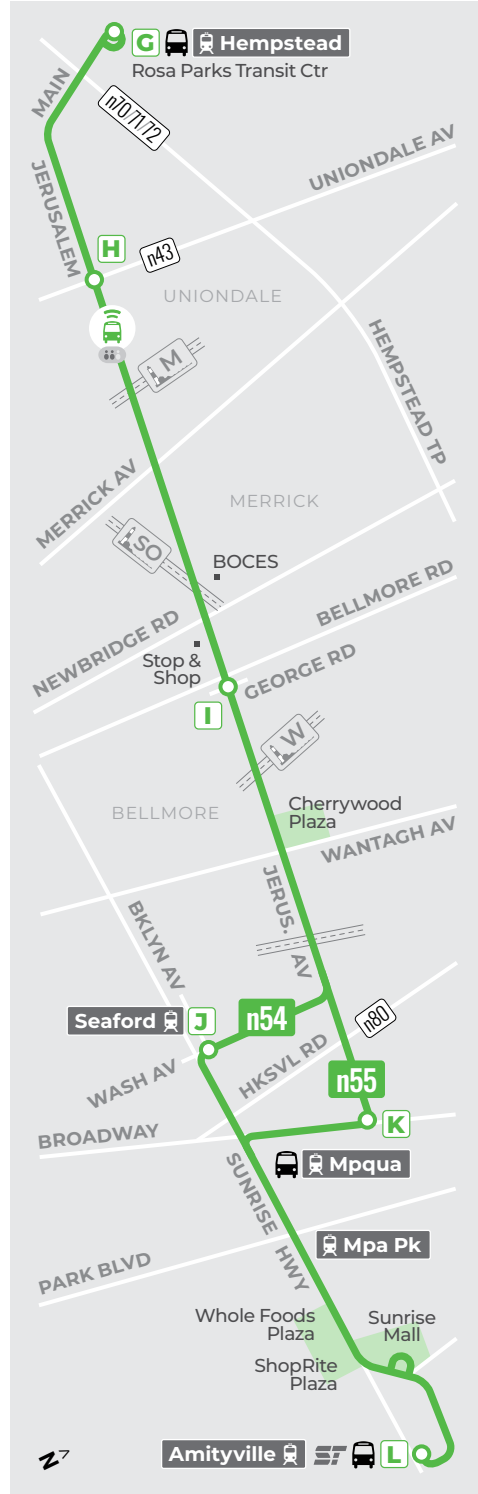 G Hempstead
Rosa Parks Transit Ctr
MAIN
n70/71/72
UNIONDALE AV
JERUSALEM
H
n43
UNIONDALE
M
HEMPSTEAD TP
MERRICK AV
MERRICK
SO
BOCES
BELLMORE RD
NEWBRIDGE RD
Stop &
Shop
GEORGE RD
I
W
BELLMORE
Cherrywood
Plaza
WANTAGH AV
JERUS. AV
BKLYN AV
Seaford J
n54
n80
WASH AV
HKSVL RD
n55
BROADWAY
K
Mpqua
SUNRISE HWY
Mpa Pk
PARK BLVD
Whole Foods
Plaza
Sunrise
Mall
ShopRite
Plaza
N
Amityville ST L